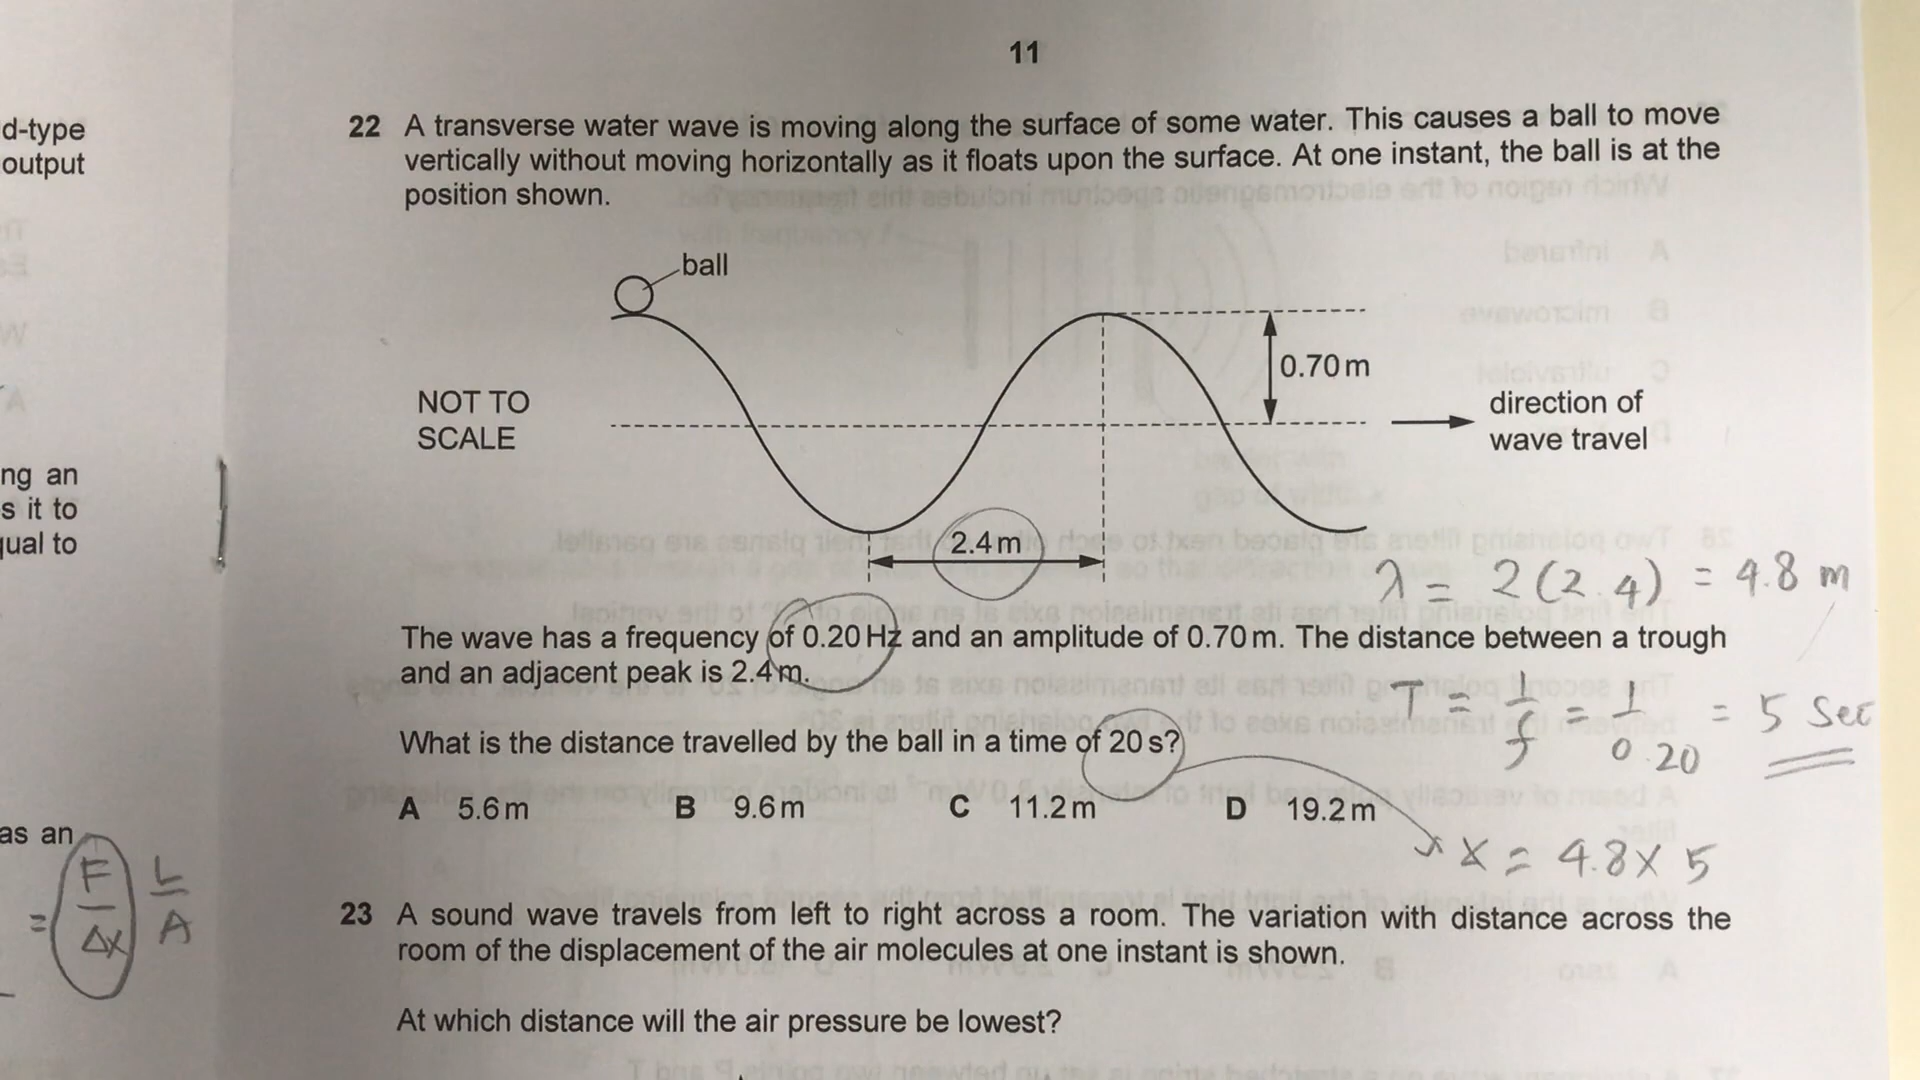 11
d-type
output
22 A transverse water wave is moving along the surface of some water. This causes a ball to move
vertically without moving horizontally as it floats upon the surface. At one instant, the ball is at the
position shown.
ball
0.70 m
NOT TO
SCALE
direction of
wave travel
ng an
s it to
qual to
2.4 m
λ = 2(2.4) = 4.8 m
The wave has a frequency of 0.20 Hz and an amplitude of 0.70 m. The distance between a trough
and an adjacent peak is 2.4 m.
T = 1/f = 1/0.20 = 5 Sec
What is the distance travelled by the ball in a time of 20 s?
A 5.6 m B 9.6 m C 11.2 m D 19.2 m
x = 4.8 x 5
as an
= F/Δx L/A
23 A sound wave travels from left to right across a room. The variation with distance across the
room of the displacement of the air molecules at one instant is shown.
At which distance will the air pressure be lowest?